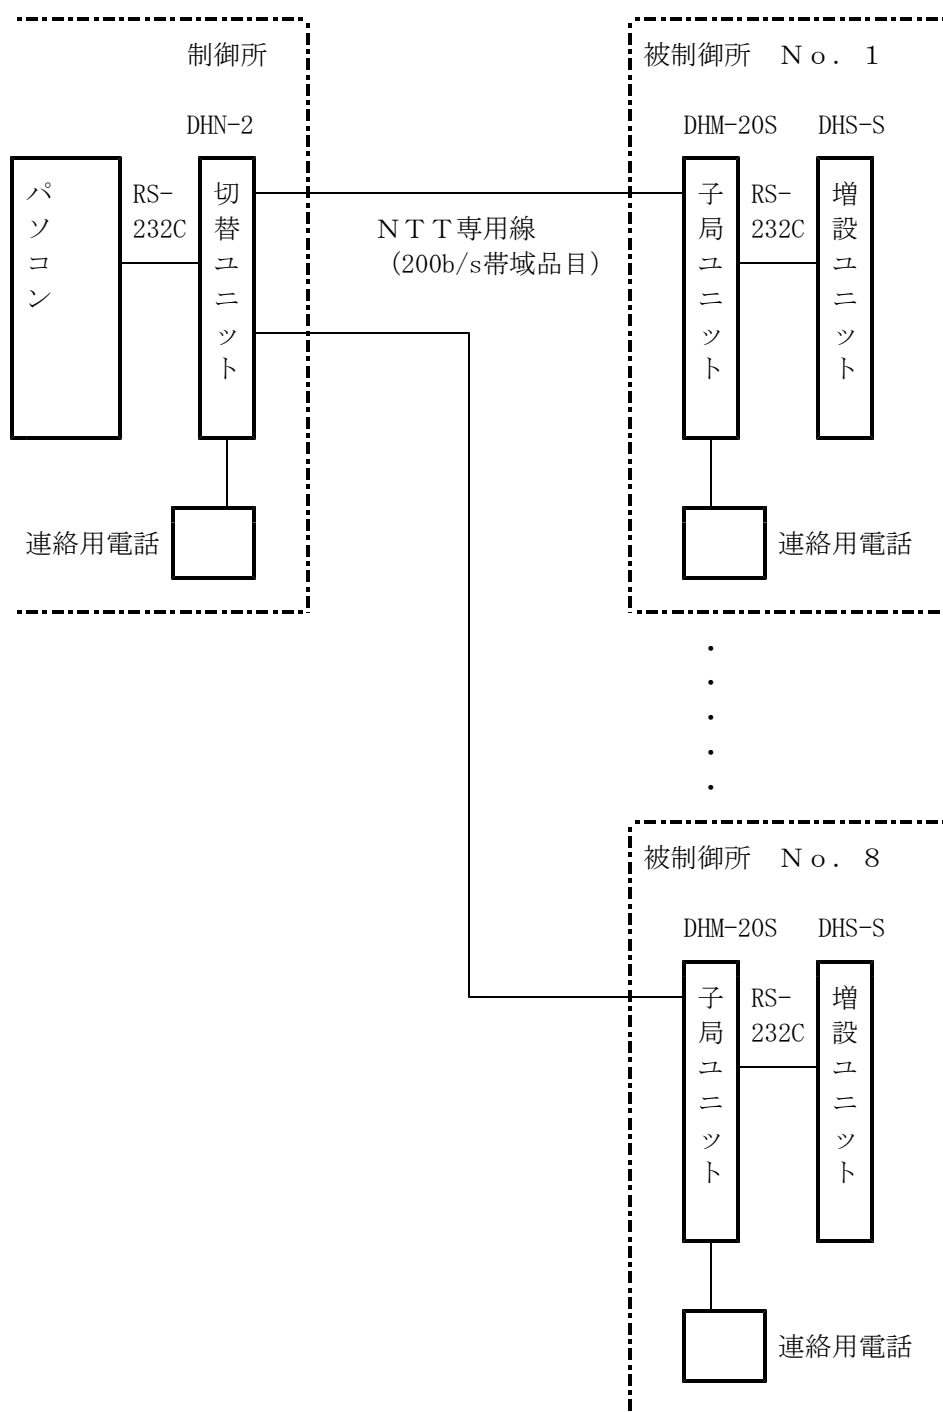 制御所
DHN-2
パソコン
RS-
232C
切替ユニット
連絡用電話
NTT専用線
(200b/s帯域品目)
被制御所　No．1
DHM-20S
DHS-S
子局ユニット
RS-
232C
増設ユニット
連絡用電話
・
・
・
・
・
被制御所　No．8
DHM-20S
DHS-S
子局ユニット
RS-
232C
増設ユニット
連絡用電話